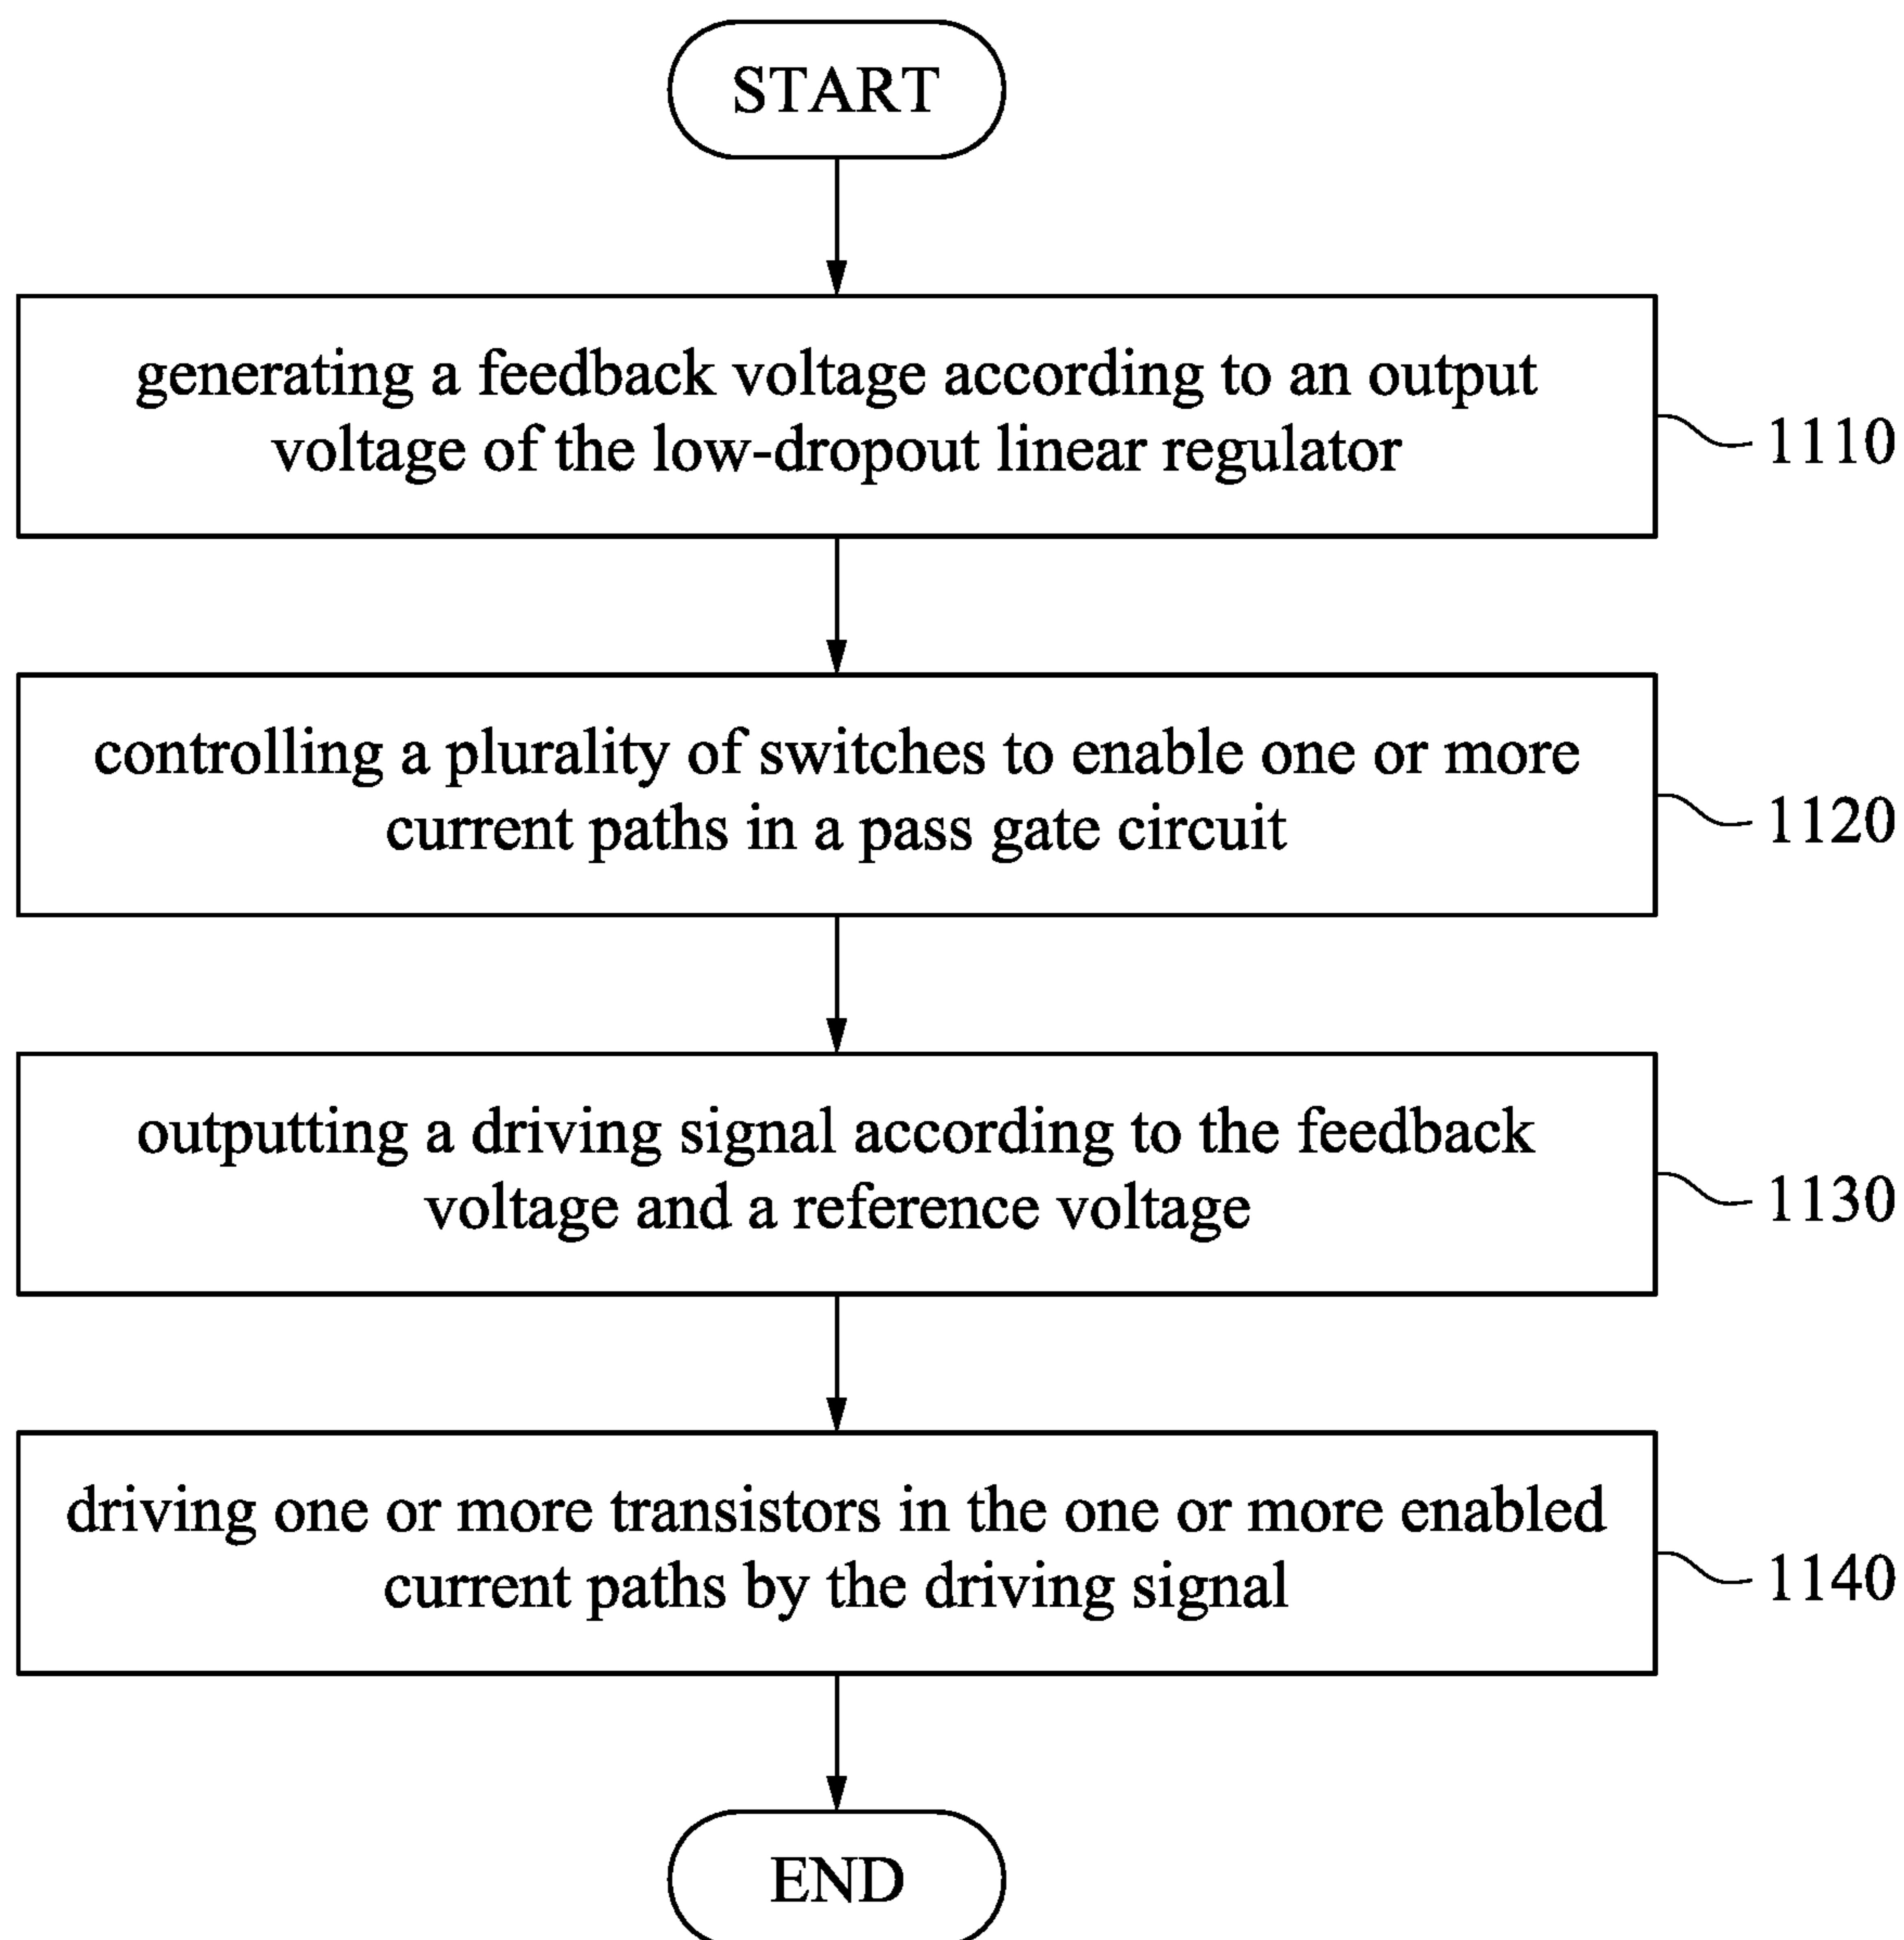 START
generating a feedback voltage according to an output
voltage of the low-dropout linear regulator
1110
controlling a plurality of switches to enable one or more
current paths in a pass gate circuit
1120
outputting a driving signal according to the feedback
voltage and a reference voltage
1130
driving one or more transistors in the one or more enabled
current paths by the driving signal
1140
END